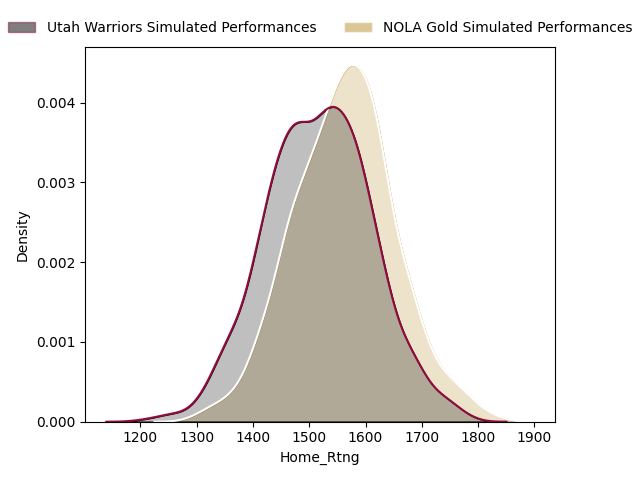 Utah Warriors Simulated Performances
NOLA Gold Simulated Performances
0.004
0.003
0.002
0.001
0.000
Density
1200 1300 1400 1500 1600 1700 1800 1900
Home_Rtng